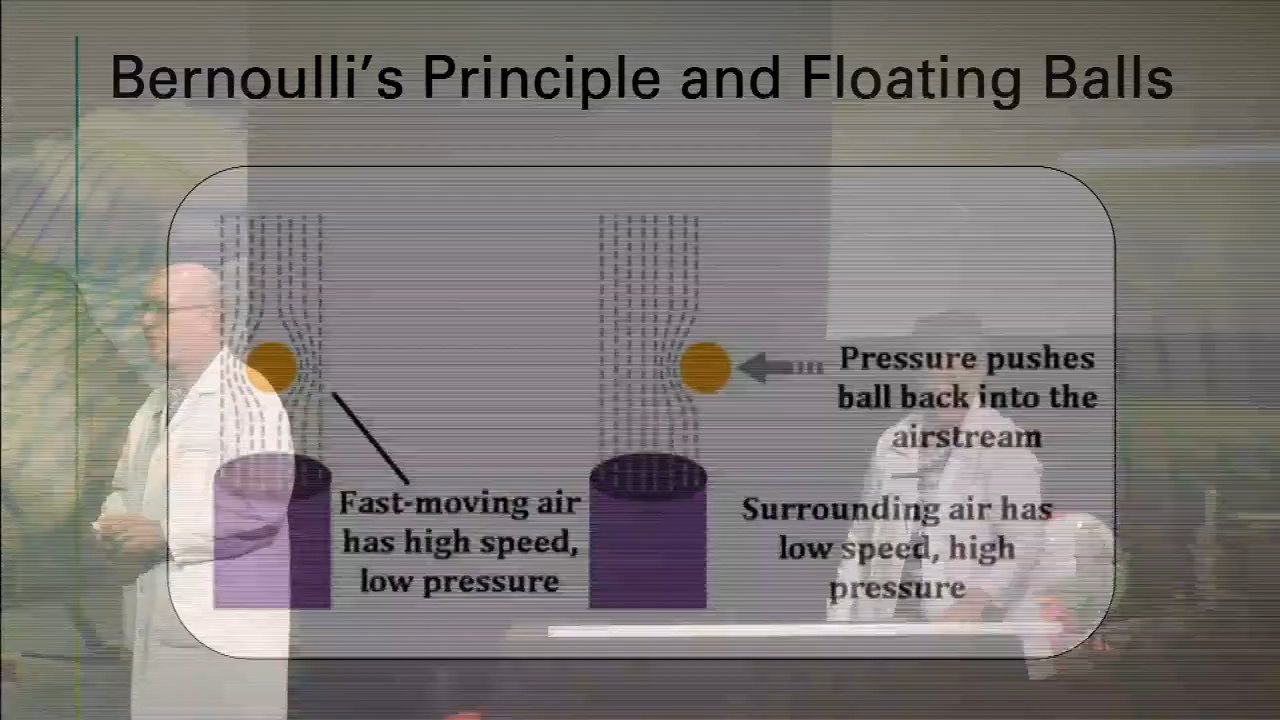 Bernoulli's Principle and Floating Balls
Fast-moving air
has high speed,
low pressure
Pressure pushes
ball back into the
airstream
Surrounding air has
low speed, high
pressure